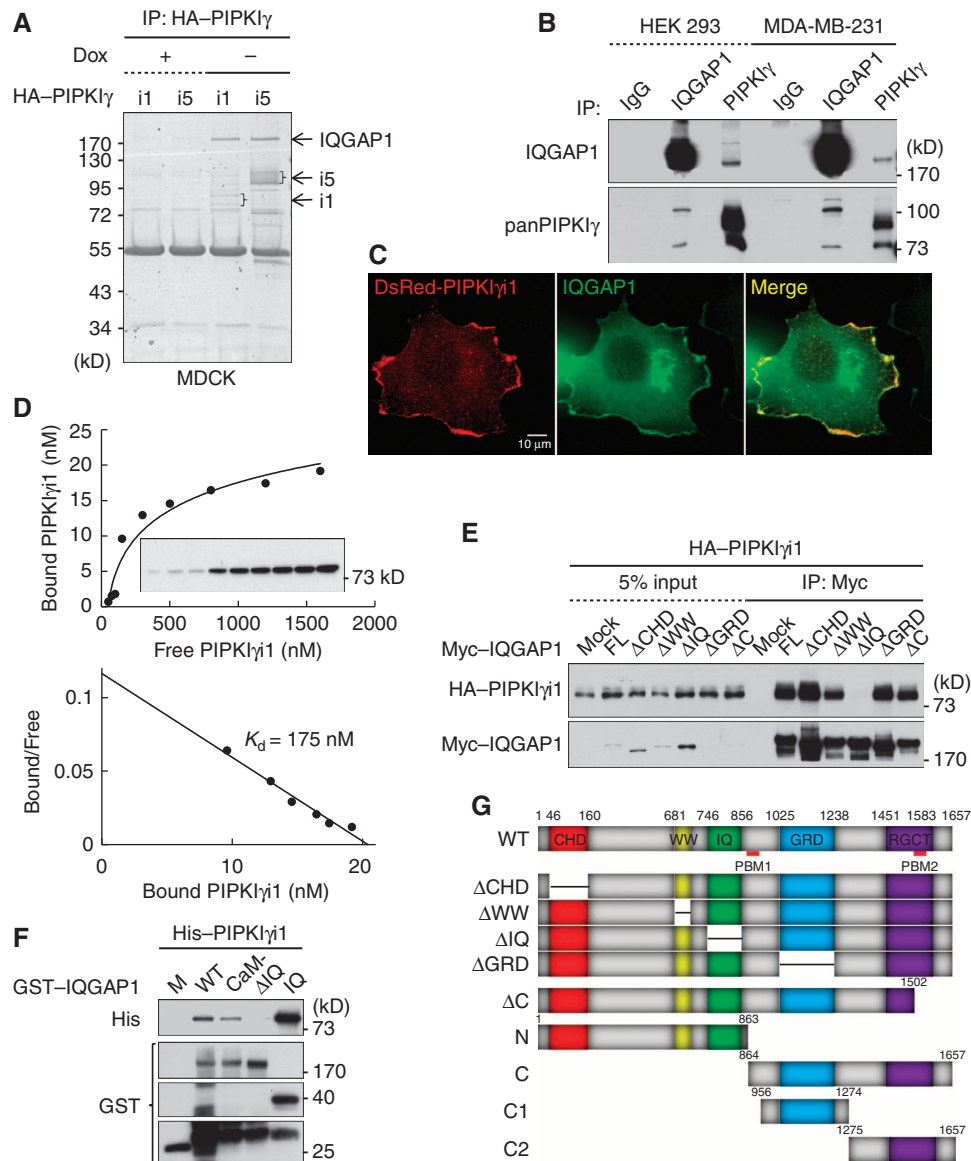 A
IP: HA–PIPKIγ
Dox + –
HA–PIPKIγ i1 i5 i1 i5
170
130
95
72
55
43
34
(kD)
IQGAP1
i5
i1
MDCK
B
HEK 293 MDA-MB-231
IP: IgG IQGAP1 PIPKIγ IgG IQGAP1 PIPKIγ
IQGAP1
(kD)
170
panPIPKIγ
100
73
C
DsRed-PIPKIγi1 IQGAP1 Merge
10 μm
D
Bound PIPKIγi1 (nM)
25
20
15
10
5
0
73 kD
0 500 1000 1500 2000
Free PIPKIγi1 (nM)
Bound/Free
0.1
0.05
0
Kd = 175 nM
10 20
Bound PIPKIγi1 (nM)
E
HA–PIPKIγi1
5% input IP: Myc
Myc–IQGAP1 Mock FL ΔCHD ΔWW ΔIQ ΔGRD ΔC Mock FL ΔCHD ΔWW ΔIQ ΔGRD ΔC
HA–PIPKIγi1
(kD)
73
Myc–IQGAP1
170
F
His–PIPKIγi1
GST–IQGAP1 M WT CaM- ΔIQ IQ
(kD)
His
73
GST
170
40
25
G
1 46 160 681 746 856 1025 1238 1451 1583 1657
WT CHD WW IQ GRD RGCT
PBM1 PBM2
ΔCHD
ΔWW
ΔIQ
ΔGRD
1502
ΔC
1 863
N
864 1657
C
956 1274
C1
1275 1657
C2